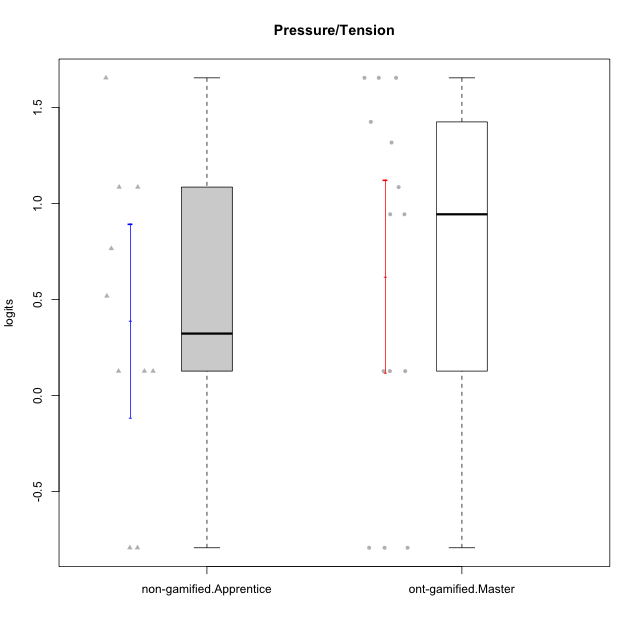 Pressure/Tension
logits
1.5
1.0
0.5
0.0
-0.5
non-gamified.Apprentice
ont-gamified.Master